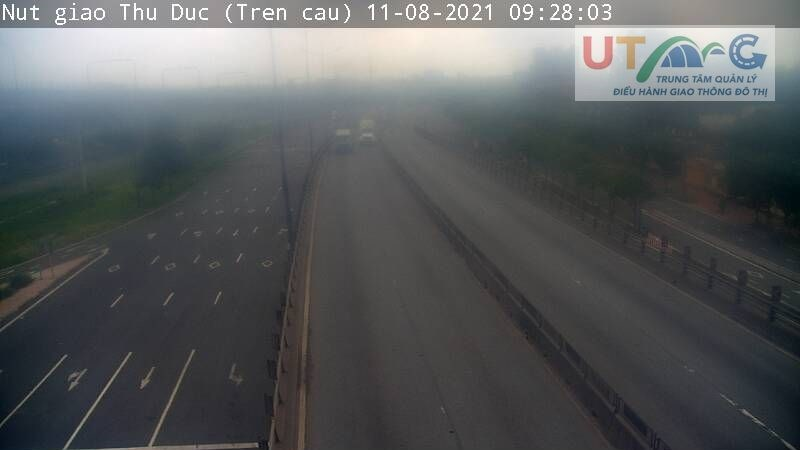 Nut giao Thu Duc (Tren cau) 11-08-2021 09:28:03
UTMC
TRUNG TÂM QUẢN LÝ
ĐIỀU HÀNH GIAO THÔNG ĐÔ THỊ